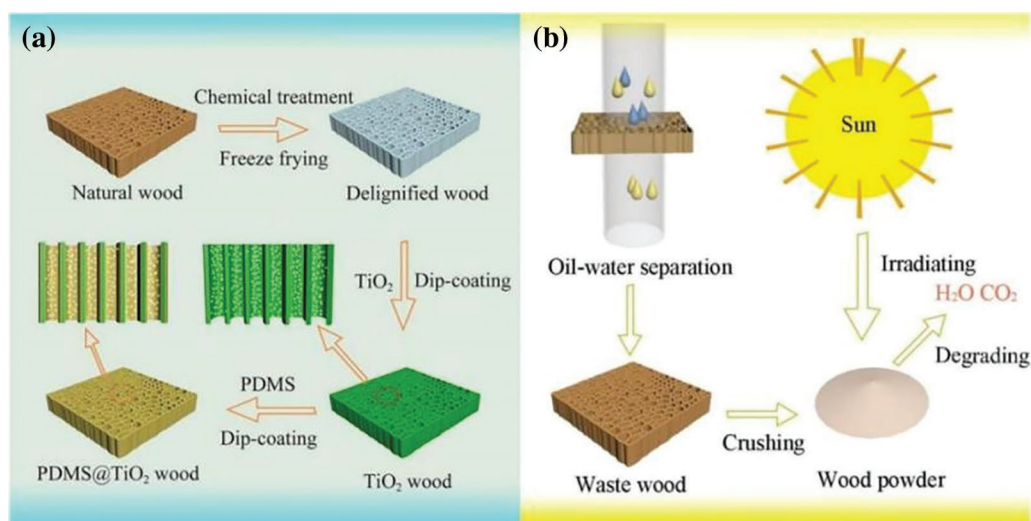 (a)
Chemical treatment
Freeze frying
Natural wood
Delignified wood
TiO₂
Dip-coating
PDMS
Dip-coating
PDMS@TiO₂ wood
TiO₂ wood
(b)
Sun
Oil-water separation
Irradiating
H₂O CO₂
Degrading
Crushing
Waste wood
Wood powder